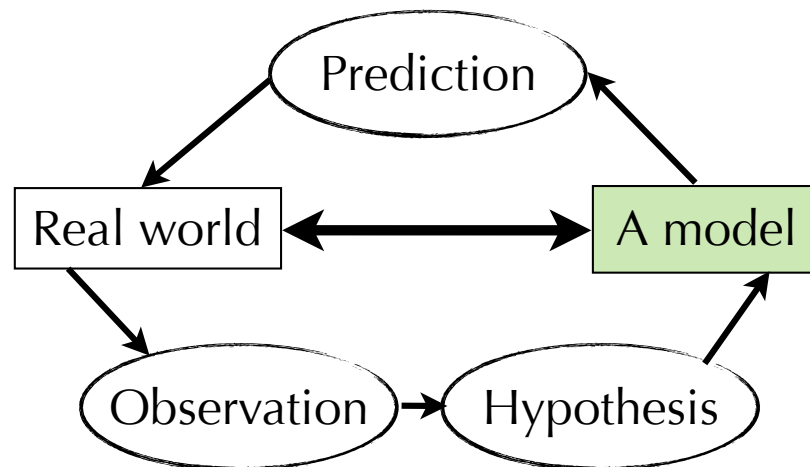 Prediction
Real world
A model
Observation
Hypothesis